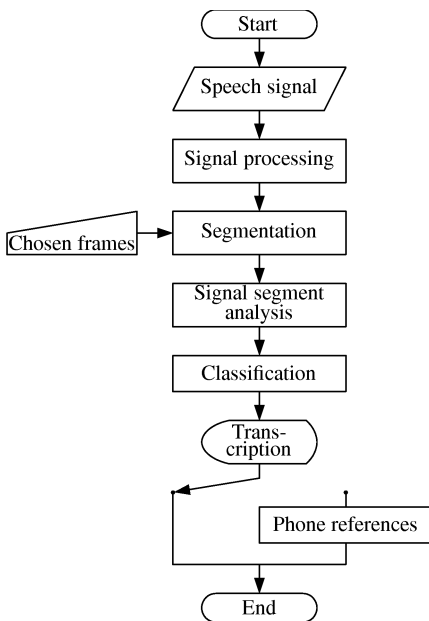 Start
Speech signal
Signal processing
Chosen frames
Segmentation
Signal segment
analysis
Classification
Trans-
cription
Phone references
End